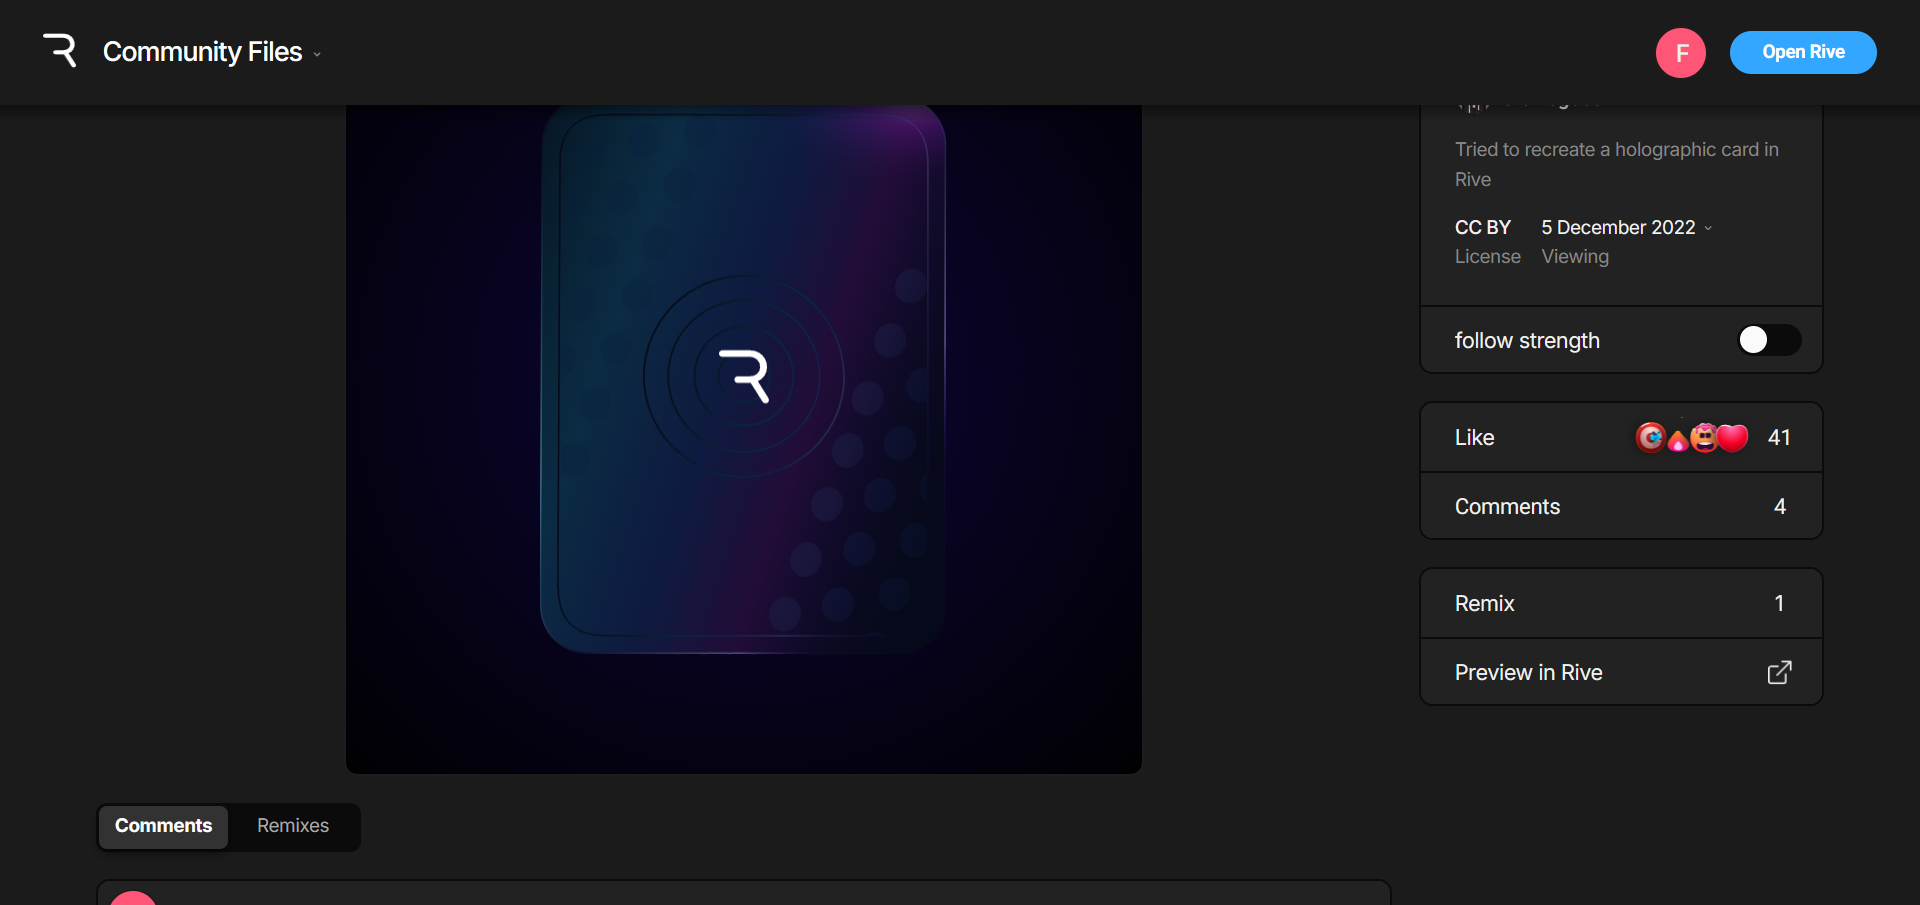 Community Files
F
Open Rive
Tried to recreate a holographic card in
Rive
CC BY 5 December 2022
License Viewing
follow strength
Like 41
Comments 4
Remix 1
Preview in Rive
Comments Remixes